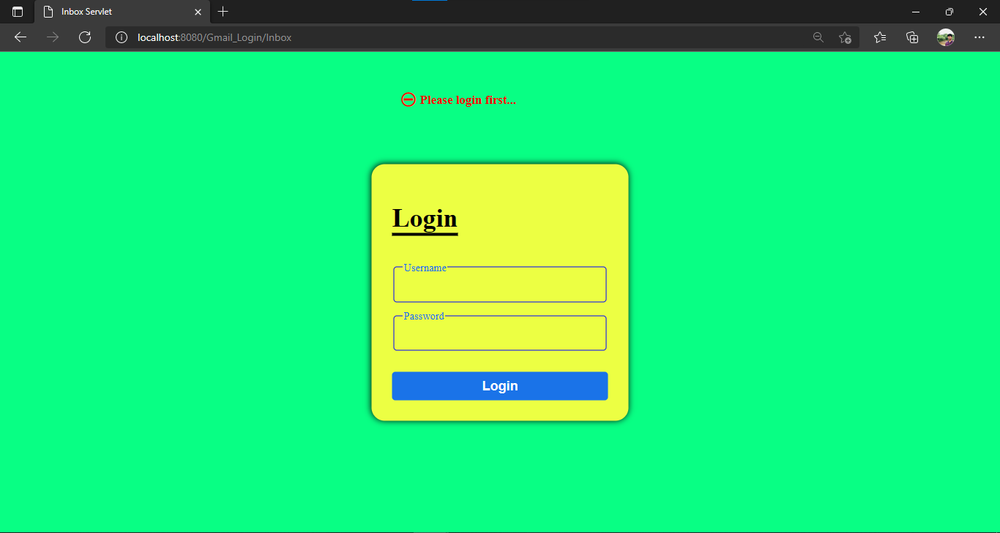 Inbox Servlet
localhost:8080/Gmail_Login/Inbox
Please login first...
Login
Username
Password
Login